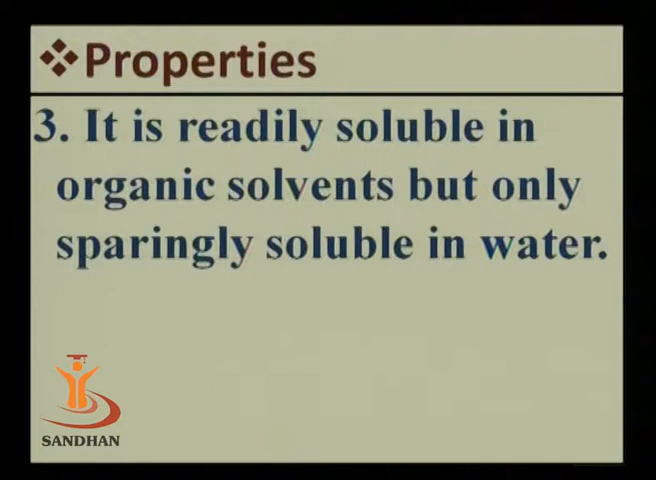 ❖Properties
3. It is readily soluble in
organic solvents but only
sparingly soluble in water.
SANDHAN